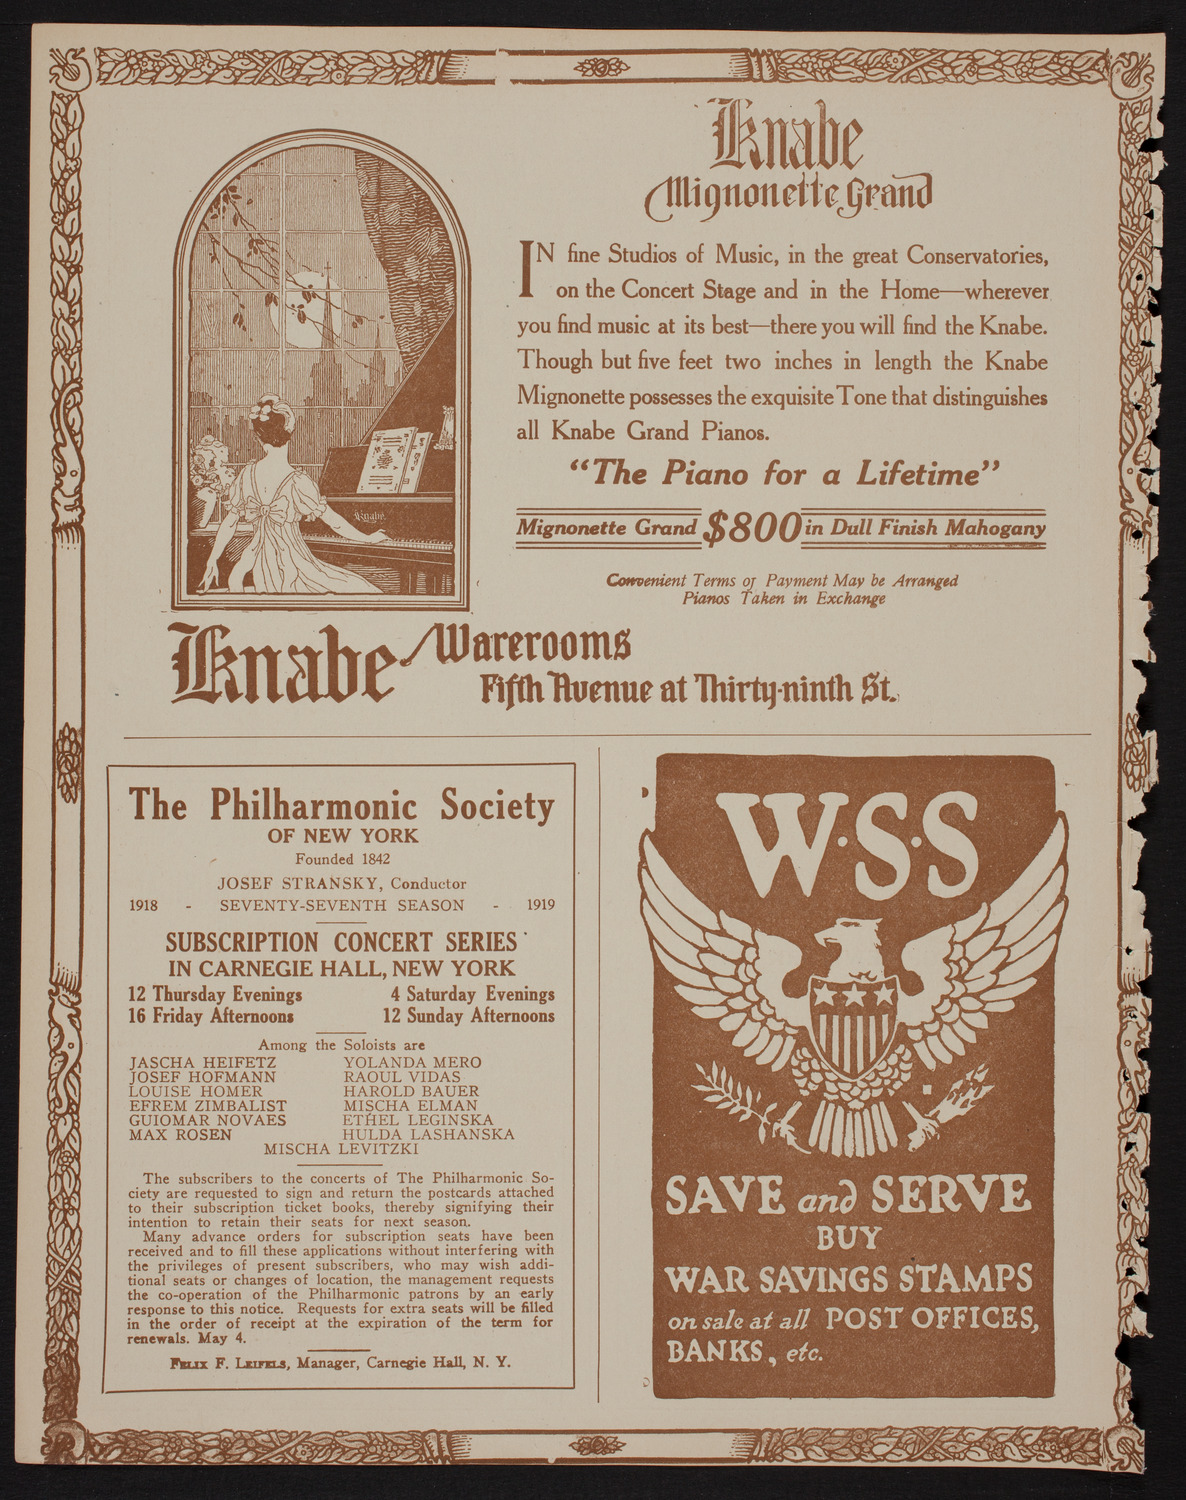 Knabe
Mignonette Grand
IN fine Studios of Music, in the great Conservatories,
on the Concert Stage and in the Home—wherever
you find music at its best—there you will find the Knabe.
Though but five feet two inches in length the Knabe
Mignonette possesses the exquisite Tone that distinguishes
all Knabe Grand Pianos.
"The Piano for a Lifetime"
Mignonette Grand $800 in Dull Finish Mahogany
Convenient Terms of Payment May be Arranged
Pianos Taken in Exchange
Knabe
Knabe Warerooms
Fifth Avenue at Thirty-ninth St.
The Philharmonic Society
OF NEW YORK
Founded 1842
JOSEF STRANSKY, Conductor
1918 - SEVENTY-SEVENTH SEASON - 1919
SUBSCRIPTION CONCERT SERIES
IN CARNEGIE HALL, NEW YORK
12 Thursday Evenings 4 Saturday Evenings
16 Friday Afternoons 12 Sunday Afternoons
Among the Soloists are
JASCHA HEIFETZ YOLANDA MERO
JOSEF HOFMANN RAOUL VIDAS
LOUISE HOMER HAROLD BAUER
EFREM ZIMBALIST MISCHA ELMAN
GUIOMAR NOVAES ETHEL LEGINSKA
MAX ROSEN HULDA LASHANSKA
MISCHA LEVITZKI
The subscribers to the concerts of The Philharmonic So-
ciety are requested to sign and return the postcards attached
to their subscription ticket books, thereby signifying their
intention to retain their seats for next season.
Many advance orders for subscription seats have been
received and to fill these applications without interfering with
the privileges of present subscribers, who may wish addi-
tional seats or changes of location, the management requests
the co-operation of the Philharmonic patrons by an early
response to this notice. Requests for extra seats will be filled
in the order of receipt at the expiration of the term for
renewals. May 4.
FELIX F. LEIFELS, Manager, Carnegie Hall, N. Y.
W·S·S
SAVE and SERVE
BUY
WAR SAVINGS STAMPS
on sale at all POST OFFICES,
BANKS, etc.